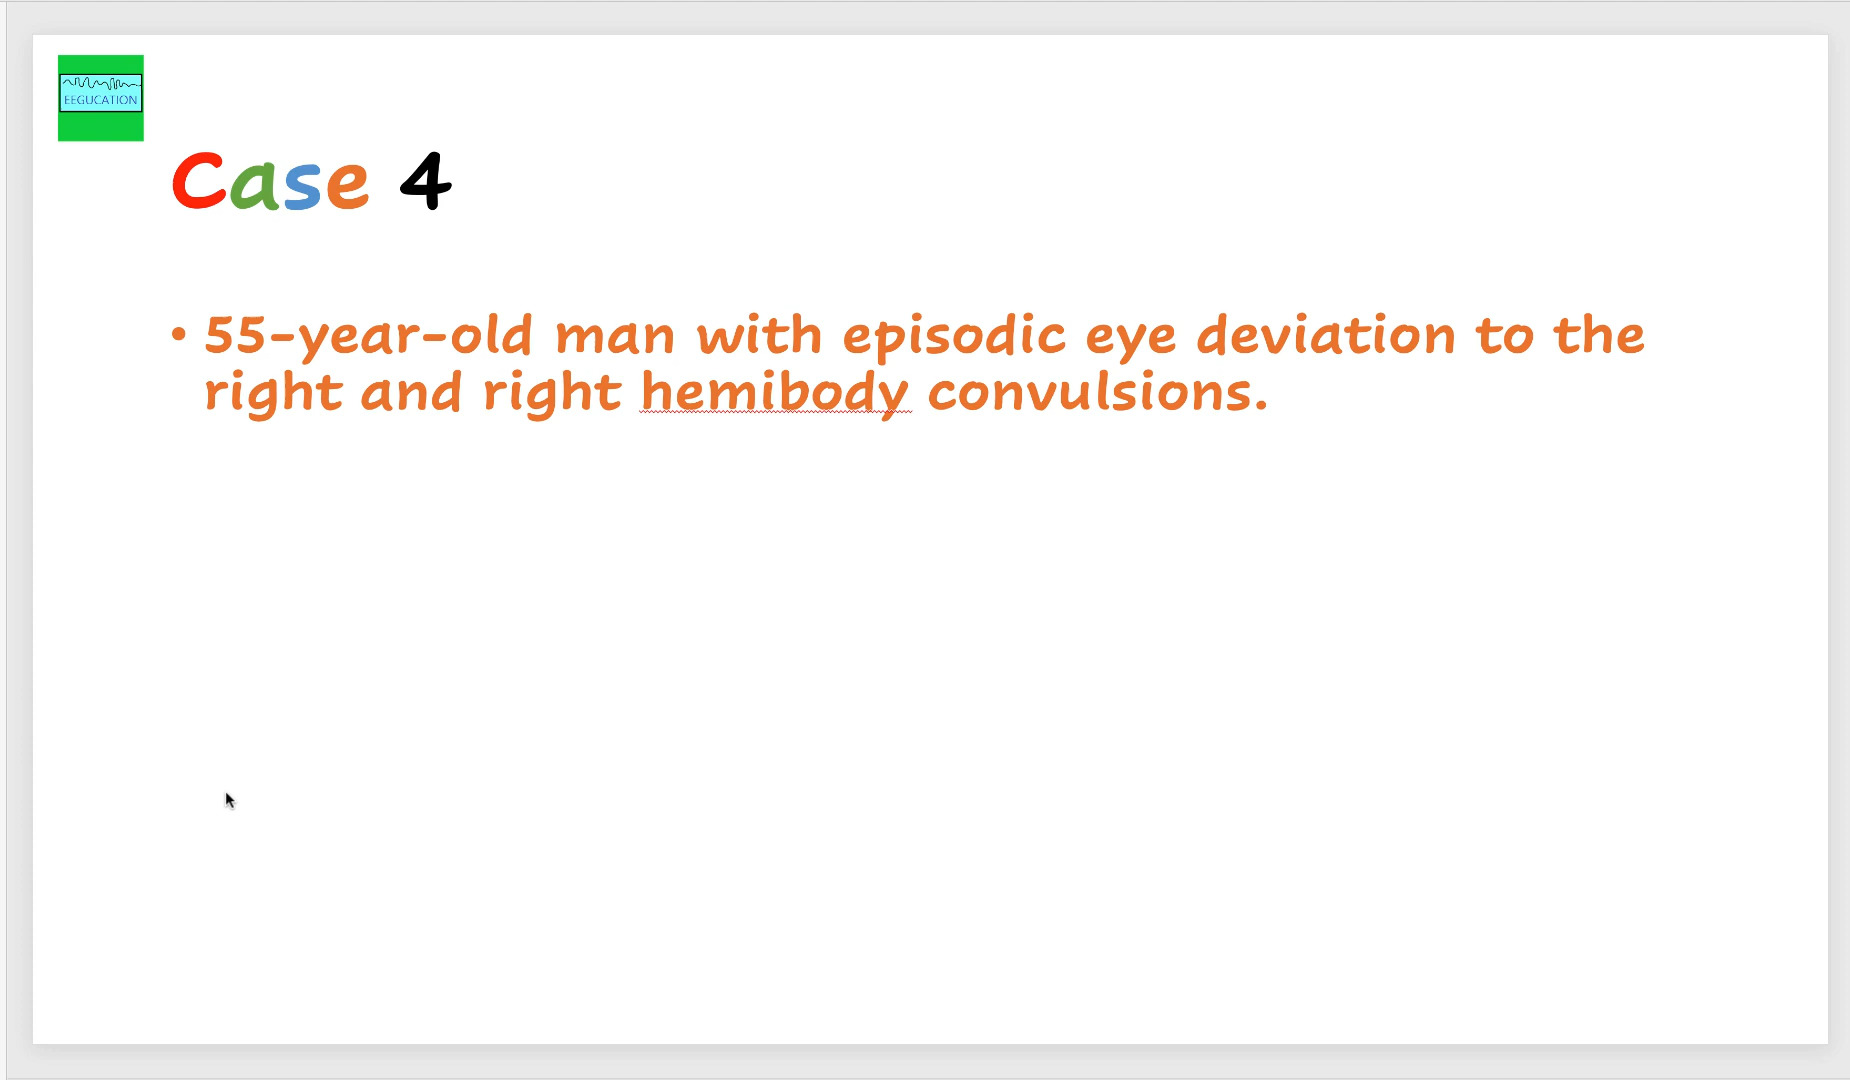 EEGUCATION
Case 4
• 55-year-old man with episodic eye deviation to the
right and right hemibody convulsions.